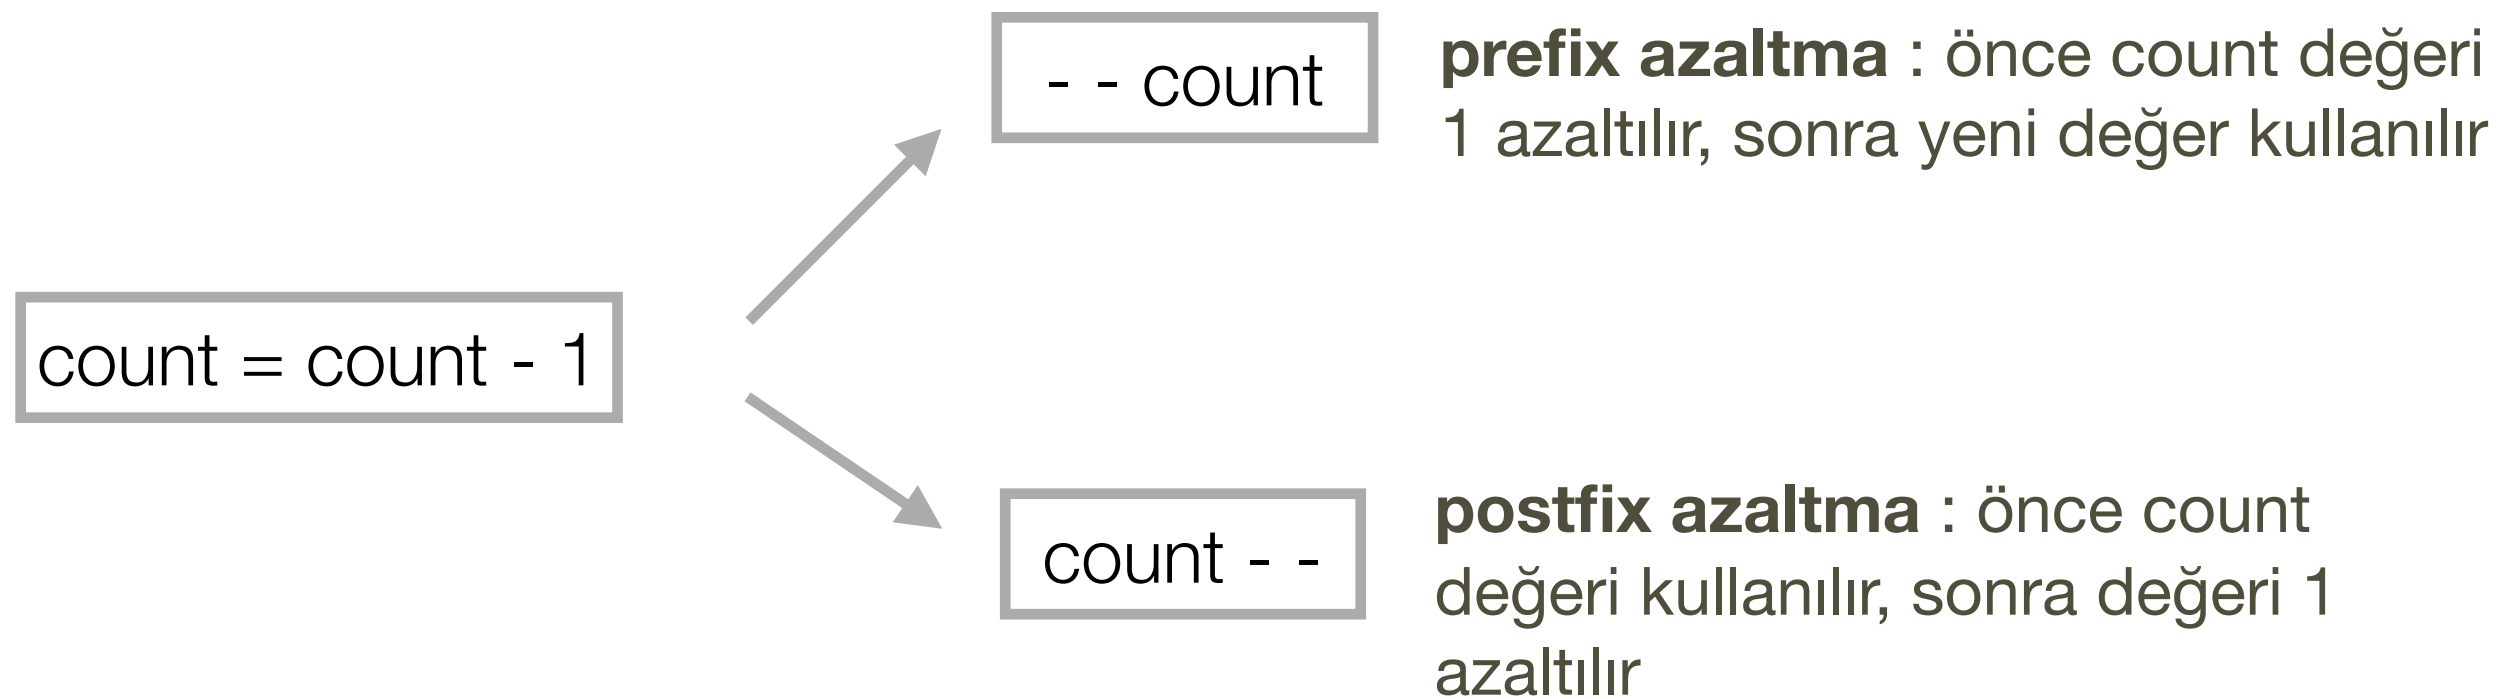 count = count - 1
- - count
prefix azaltma : önce count değeri
1 azaltılır, sonra yeni değer kullanılır
count - -
postfix azaltma : önce count
değeri kullanılır, sonra değeri 1
azaltılır